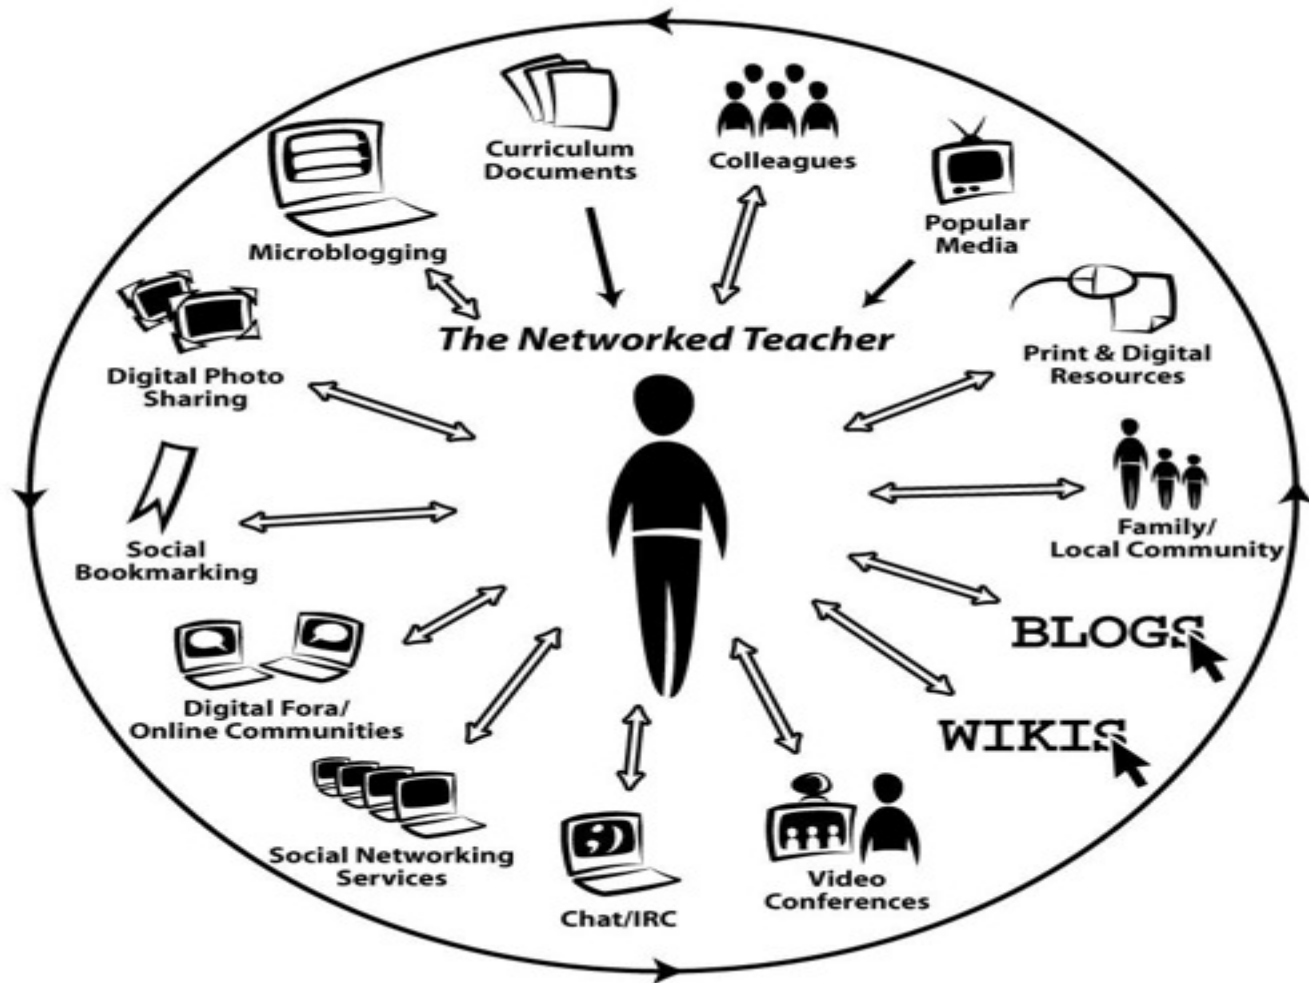 Curriculum
Documents
Colleagues
Popular
Media
Microblogging
The Networked Teacher
Print & Digital
Resources
Digital Photo
Sharing
Family/
Local Community
Social
Bookmarking
BLOGS
Digital Fora/
Online Communities
WIKIS
Social Networking
Services
Chat/IRC
Video
Conferences